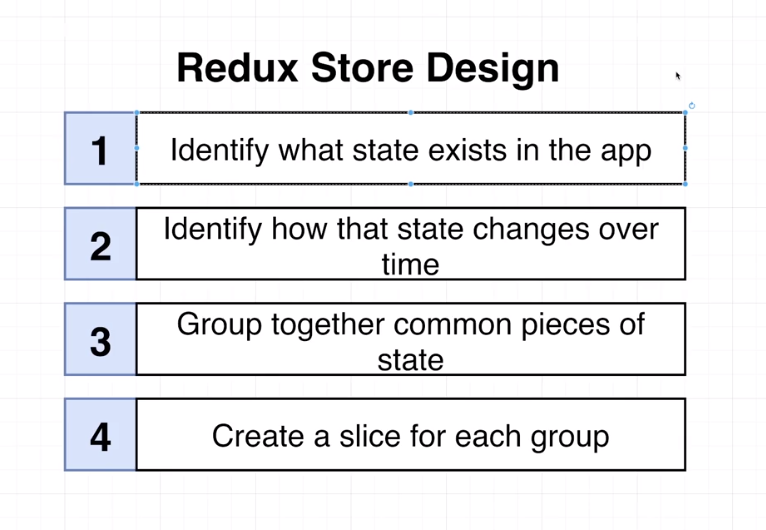 Redux Store Design
1
Identify what state exists in the app
2
Identify how that state changes over
time
3
Group together common pieces of
state
4
Create a slice for each group